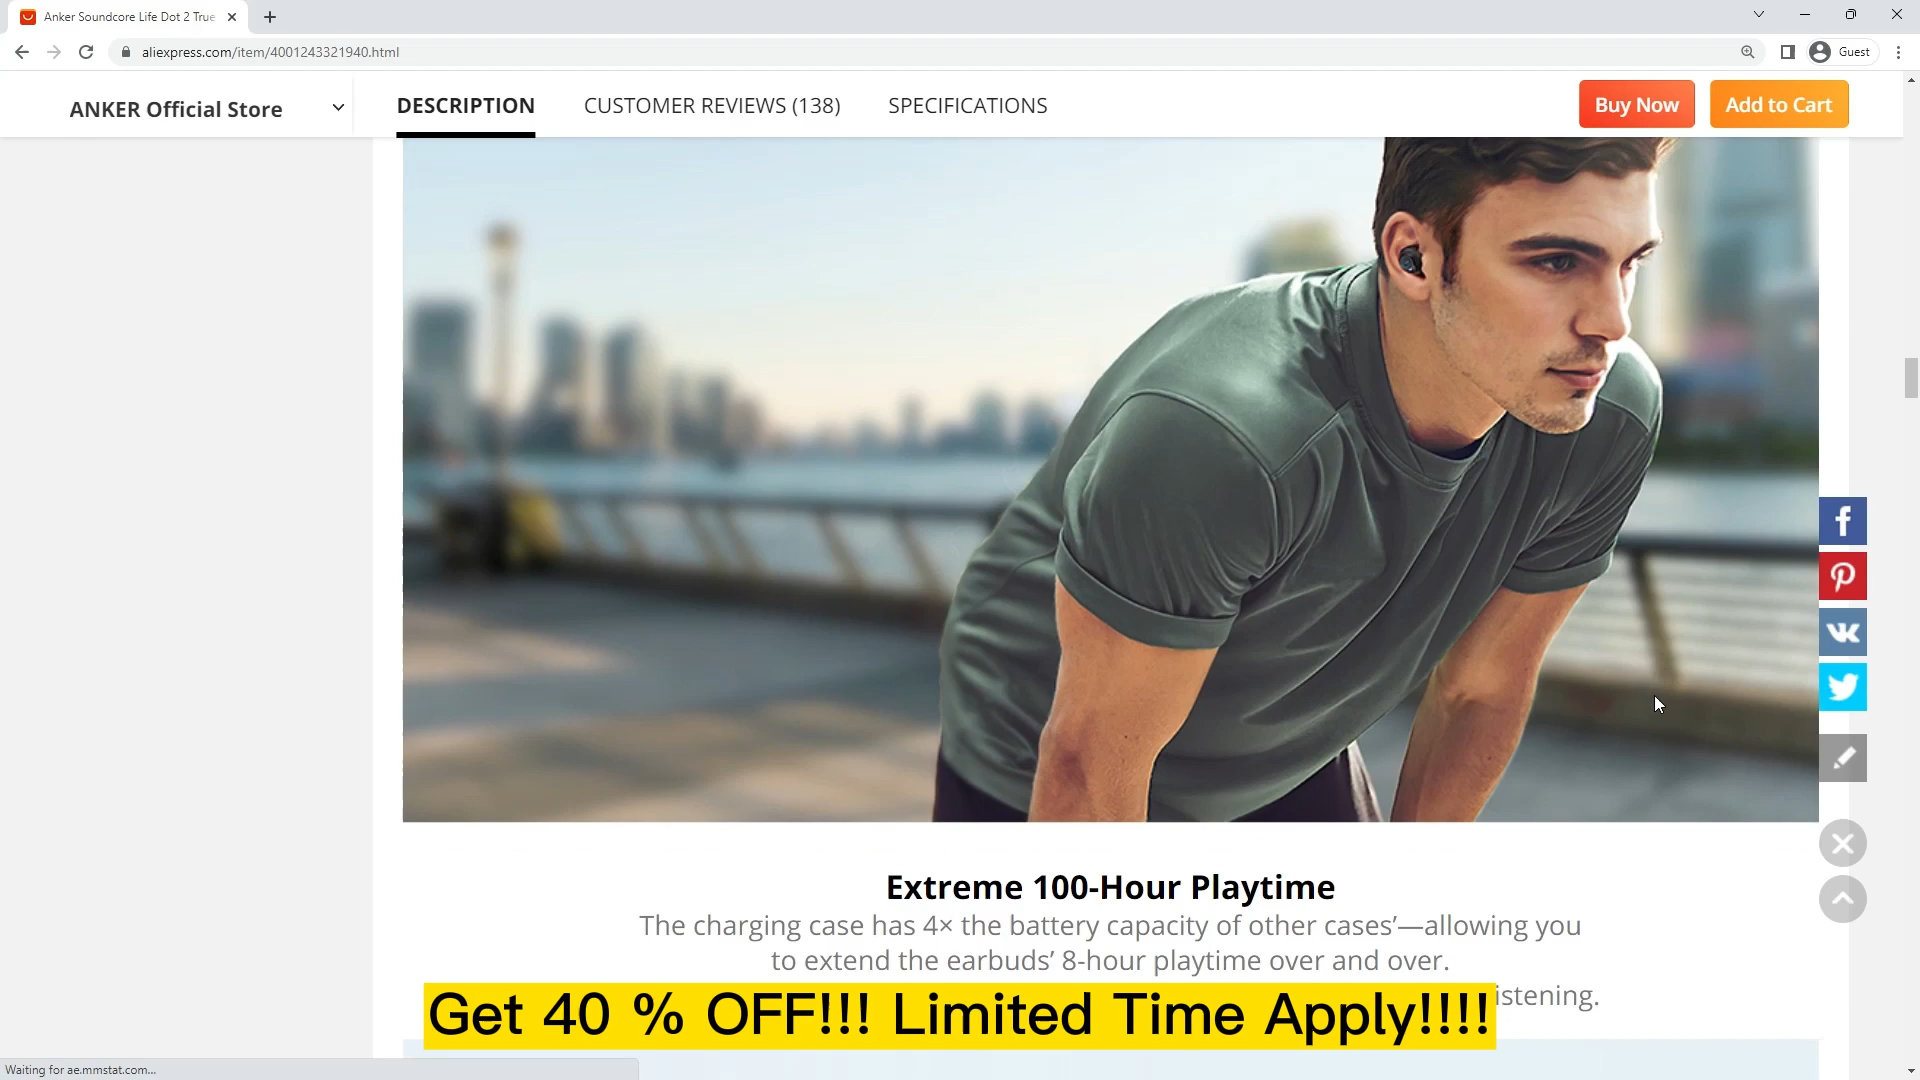 Anker Soundcore Life Dot 2 True
aliexpress.com/item/4001243321940.html
Guest
ANKER Official Store
DESCRIPTION
CUSTOMER REVIEWS (138)
SPECIFICATIONS
Buy Now
Add to Cart
Extreme 100-Hour Playtime
The charging case has 4× the battery capacity of other cases’—allowing you
to extend the earbuds’ 8-hour playtime over and over.
istening.
Get 40 % OFF!!! Limited Time Apply!!!!
Waiting for ae.mmstat.com...